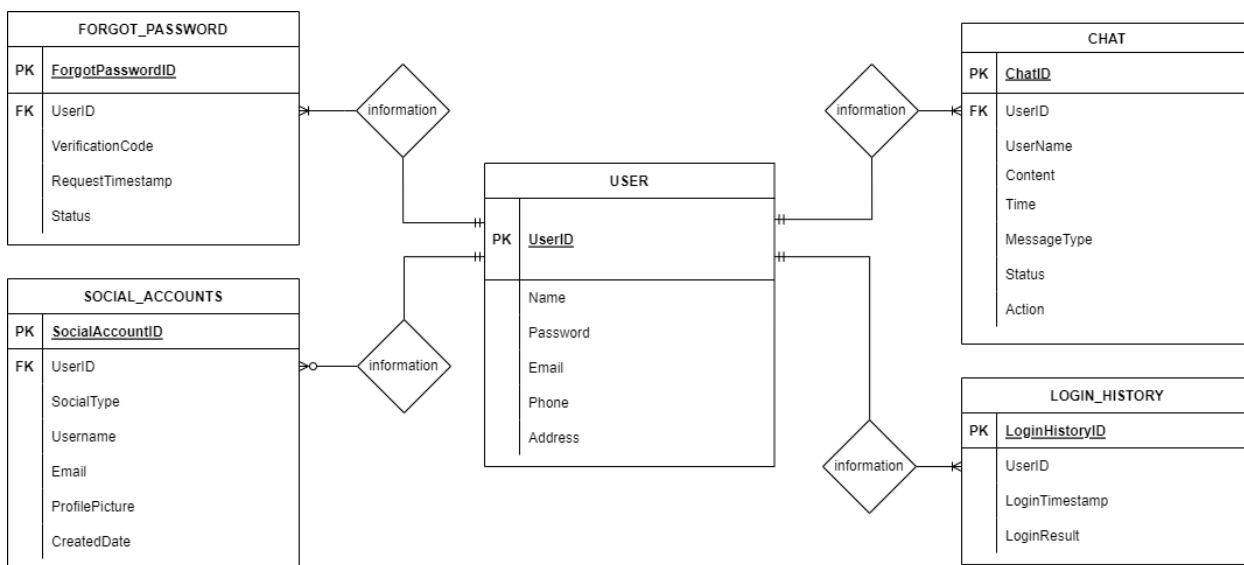 FORGOT_PASSWORD
PK ForgotPasswordID
FK UserID
VerificationCode
RequestTimestamp
Status
information
SOCIAL_ACCOUNTS
PK SocialAccountID
FK UserID
SocialType
Username
Email
ProfilePicture
CreatedDate
information
USER
PK UserID
Name
Password
Email
Phone
Address
information
CHAT
PK ChatID
FK UserID
UserName
Content
Time
MessageType
Status
Action
information
LOGIN_HISTORY
PK LoginHistoryID
UserID
LoginTimestamp
LoginResult